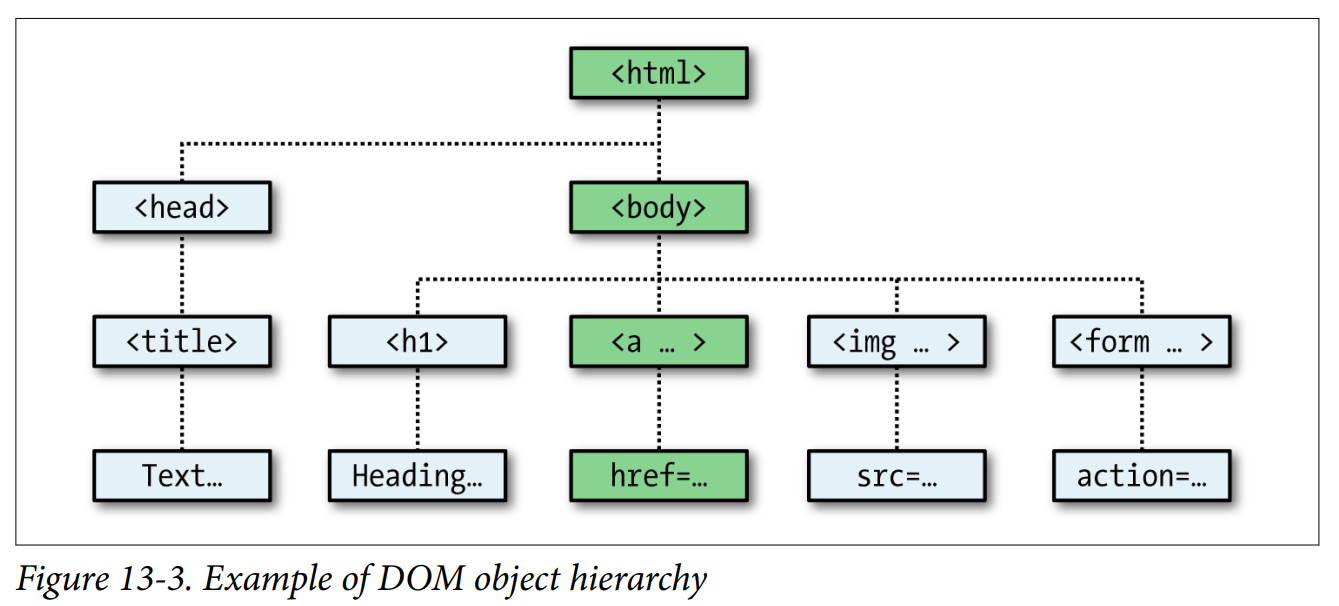 <html>
<head>
<body>
<title>
<h1>
<a … >
<img … >
<form … >
Text…
Heading…
href=…
src=…
action=…
Figure 13-3. Example of DOM object hierarchy